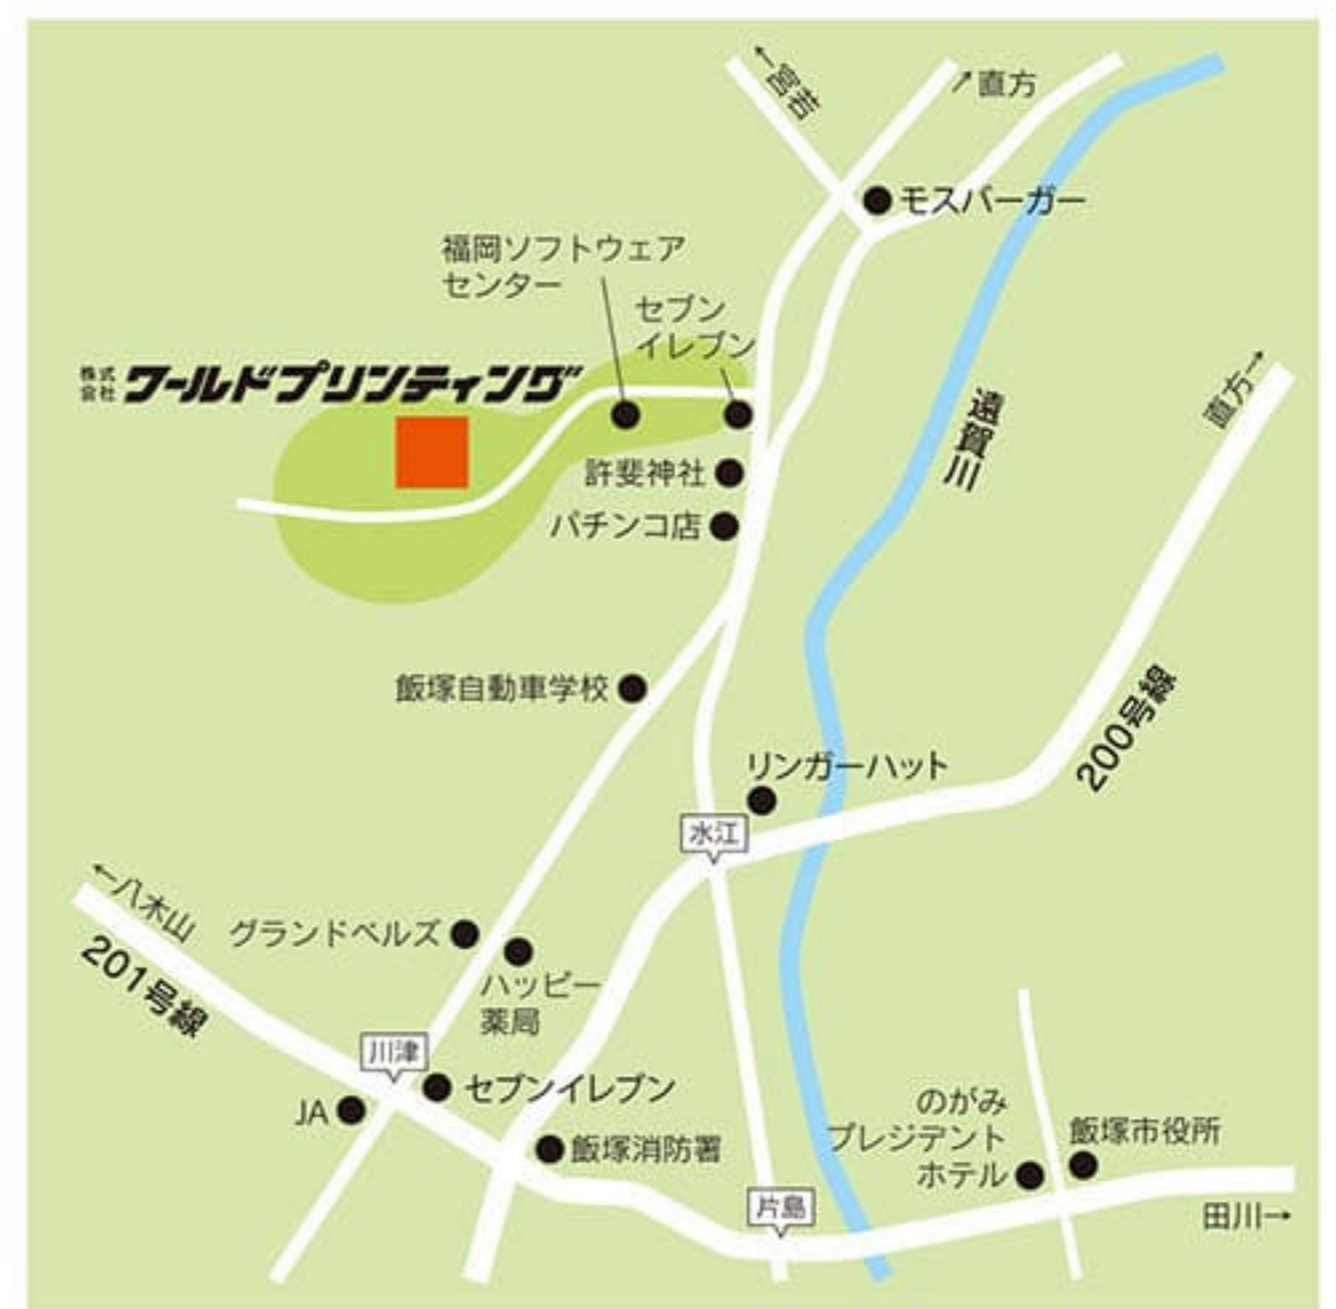 ←宮若
↗直方
モスバーガー
福岡ソフトウェア
センター
セブン
イレブン
株式
会社
ワールドプリンティング
遠賀川
直方→
許斐神社
パチンコ店
飯塚自動車学校
200号線
リンガーハット
水江
←八木山
201号線
グランドベルズ
ハッピー
薬局
川津
セブンイレブン
JA
飯塚消防署
のがみ
プレジデント
ホテル
飯塚市役所
片島
田川→